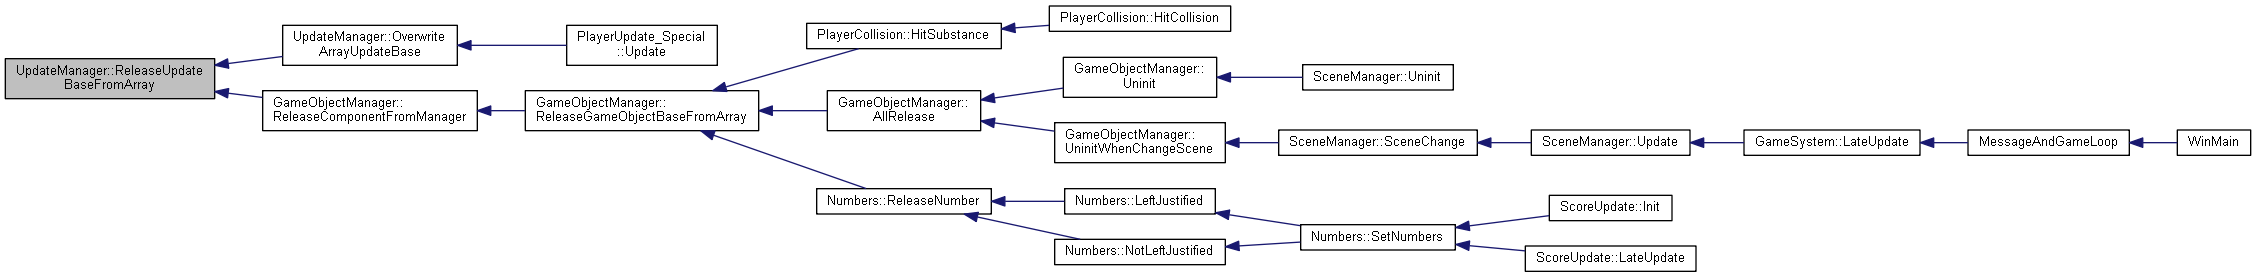 UpdateManager::ReleaseUpdate
BaseFromArray
UpdateManager::Overwrite
ArrayUpdateBase
PlayerUpdate_Special
::Update
GameObjectManager::
ReleaseComponentFromManager
GameObjectManager::
ReleaseGameObjectBaseFromArray
PlayerCollision::HitSubstance
PlayerCollision::HitCollision
GameObjectManager::
AllRelease
GameObjectManager::
Uninit
SceneManager::Uninit
GameObjectManager::
UninitWhenChangeScene
SceneManager::SceneChange
SceneManager::Update
GameSystem::LateUpdate
MessageAndGameLoop
WinMain
Numbers::ReleaseNumber
Numbers::LeftJustified
Numbers::NotLeftJustified
Numbers::SetNumbers
ScoreUpdate::Init
ScoreUpdate::LateUpdate